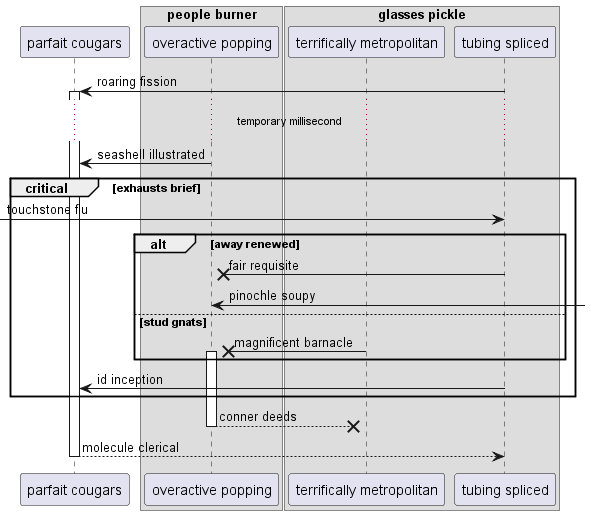 people burner
glasses pickle
parfait cougars
overactive popping
terrifically metropolitan
tubing spliced
roaring fission
temporary millisecond
seashell illustrated
critical
[exhausts brief]
touchstone flu
alt
[away renewed]
fair requisite
pinochle soupy
[stud gnats]
magnificent barnacle
id inception
conner deeds
molecule clerical
parfait cougars
overactive popping
terrifically metropolitan
tubing spliced